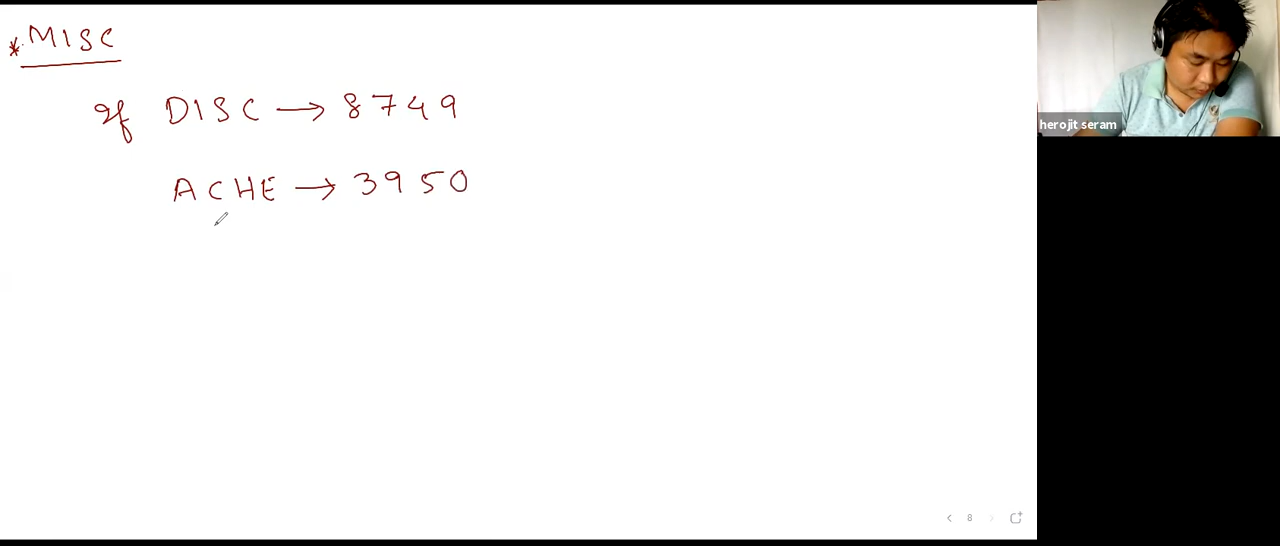 * MISC
If DISC → 8749
ACHE → 3950
herojit seram
8